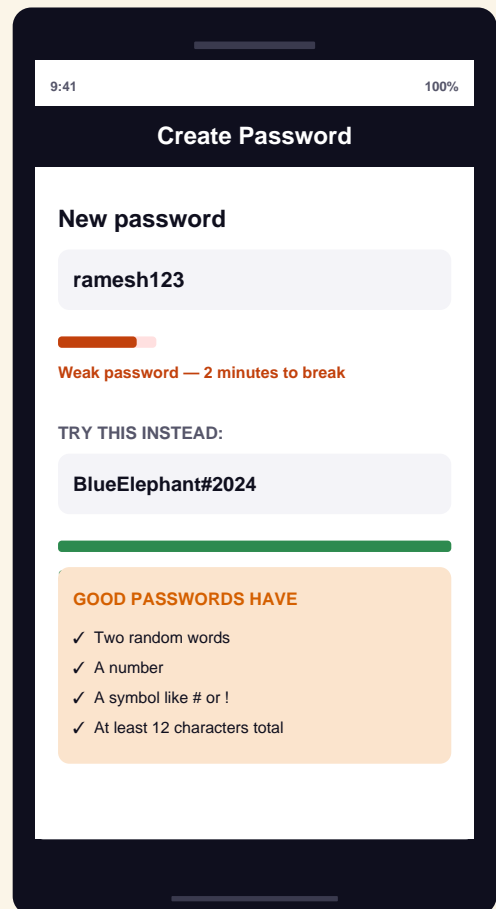 9:41 100%
Create Password
New password
ramesh123
Weak password — 2 minutes to break
TRY THIS INSTEAD:
BlueElephant#2024
GOOD PASSWORDS HAVE
✓ Two random words
✓ A number
✓ A symbol like # or !
✓ At least 12 characters total